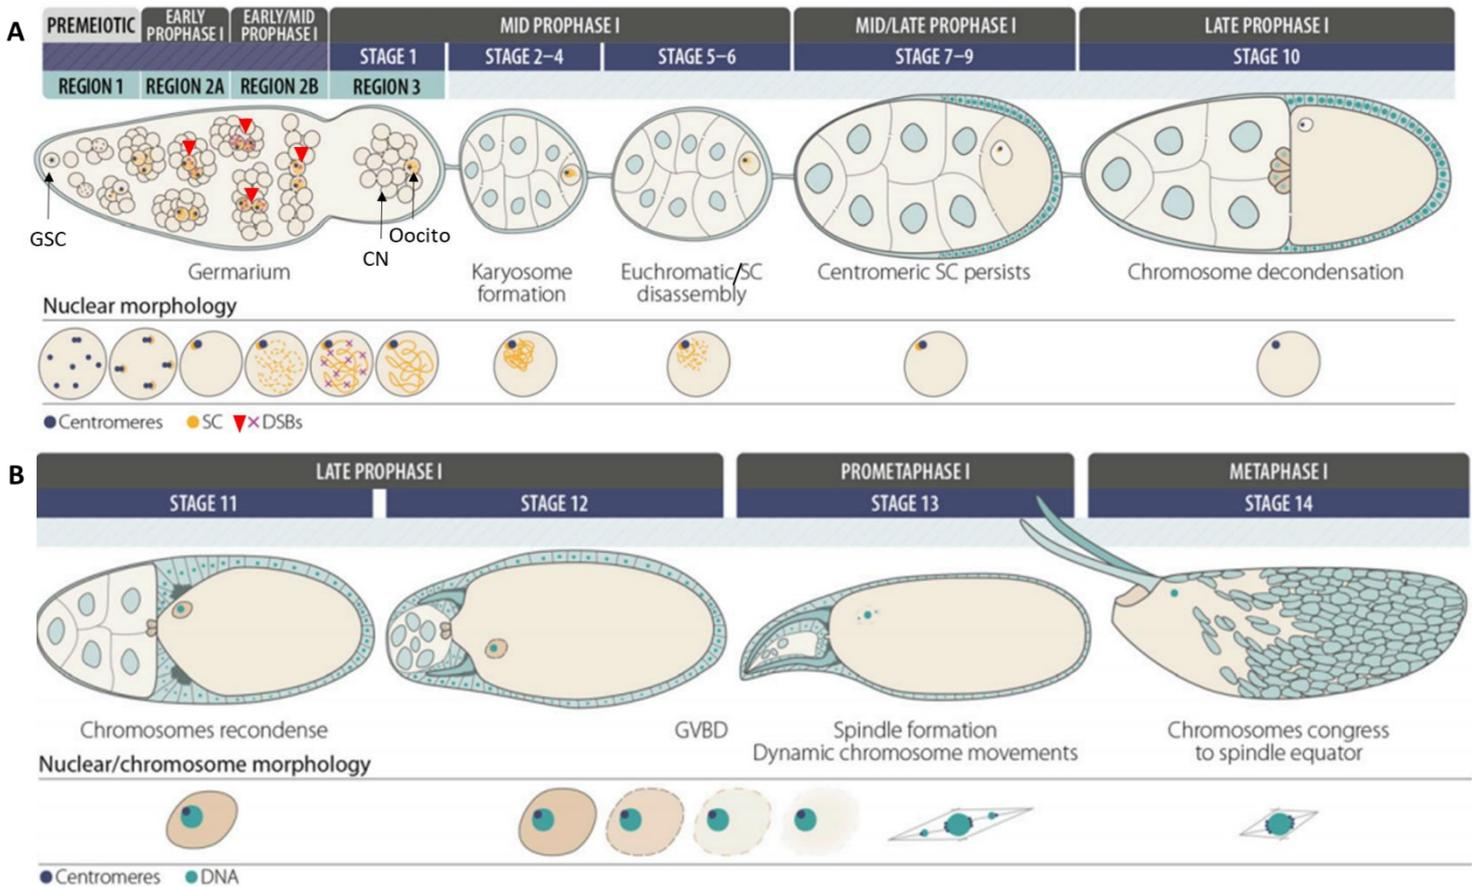 A
PREMEIOTIC
EARLY
PROPHASE I
EARLY/MID
PROPHASE I
MID PROPHASE I
MID/LATE PROPHASE I
LATE PROPHASE I
STAGE 1
STAGE 2–4
STAGE 5–6
STAGE 7–9
STAGE 10
REGION 1
REGION 2A
REGION 2B
REGION 3
GSC
CN
Oocito
Germarium
Karyosome
formation
Euchromatic/SC
disassembly
Centromeric SC persists
Chromosome decondensation
Nuclear morphology
Centromeres
SC
DSBs
B
LATE PROPHASE I
PROMETAPHASE I
METAPHASE I
STAGE 11
STAGE 12
STAGE 13
STAGE 14
Chromosomes recondense
GVBD
Spindle formation
Dynamic chromosome movements
Chromosomes congress
to spindle equator
Nuclear/chromosome morphology
Centromeres
DNA